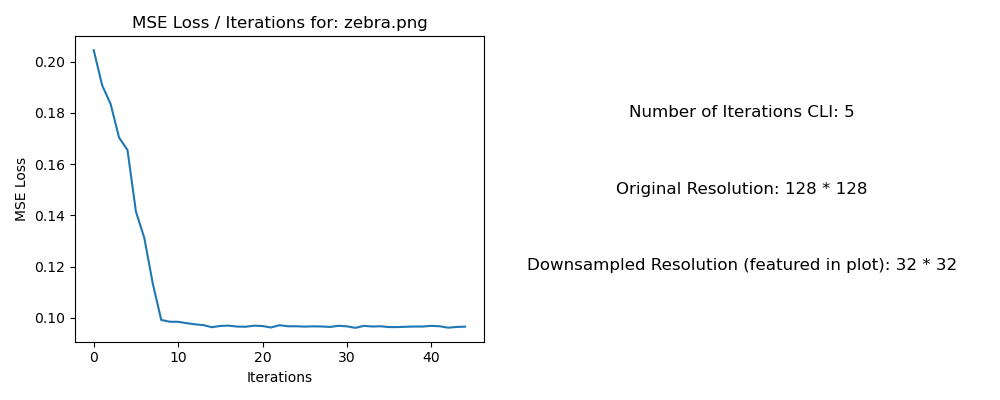 MSE Loss / Iterations for: zebra.png
0.20
0.18
0.16
0.14
0.12
0.10
MSE Loss
0
10
20
30
40
Iterations
Number of Iterations CLI: 5
Original Resolution: 128 * 128
Downsampled Resolution (featured in plot): 32 * 32